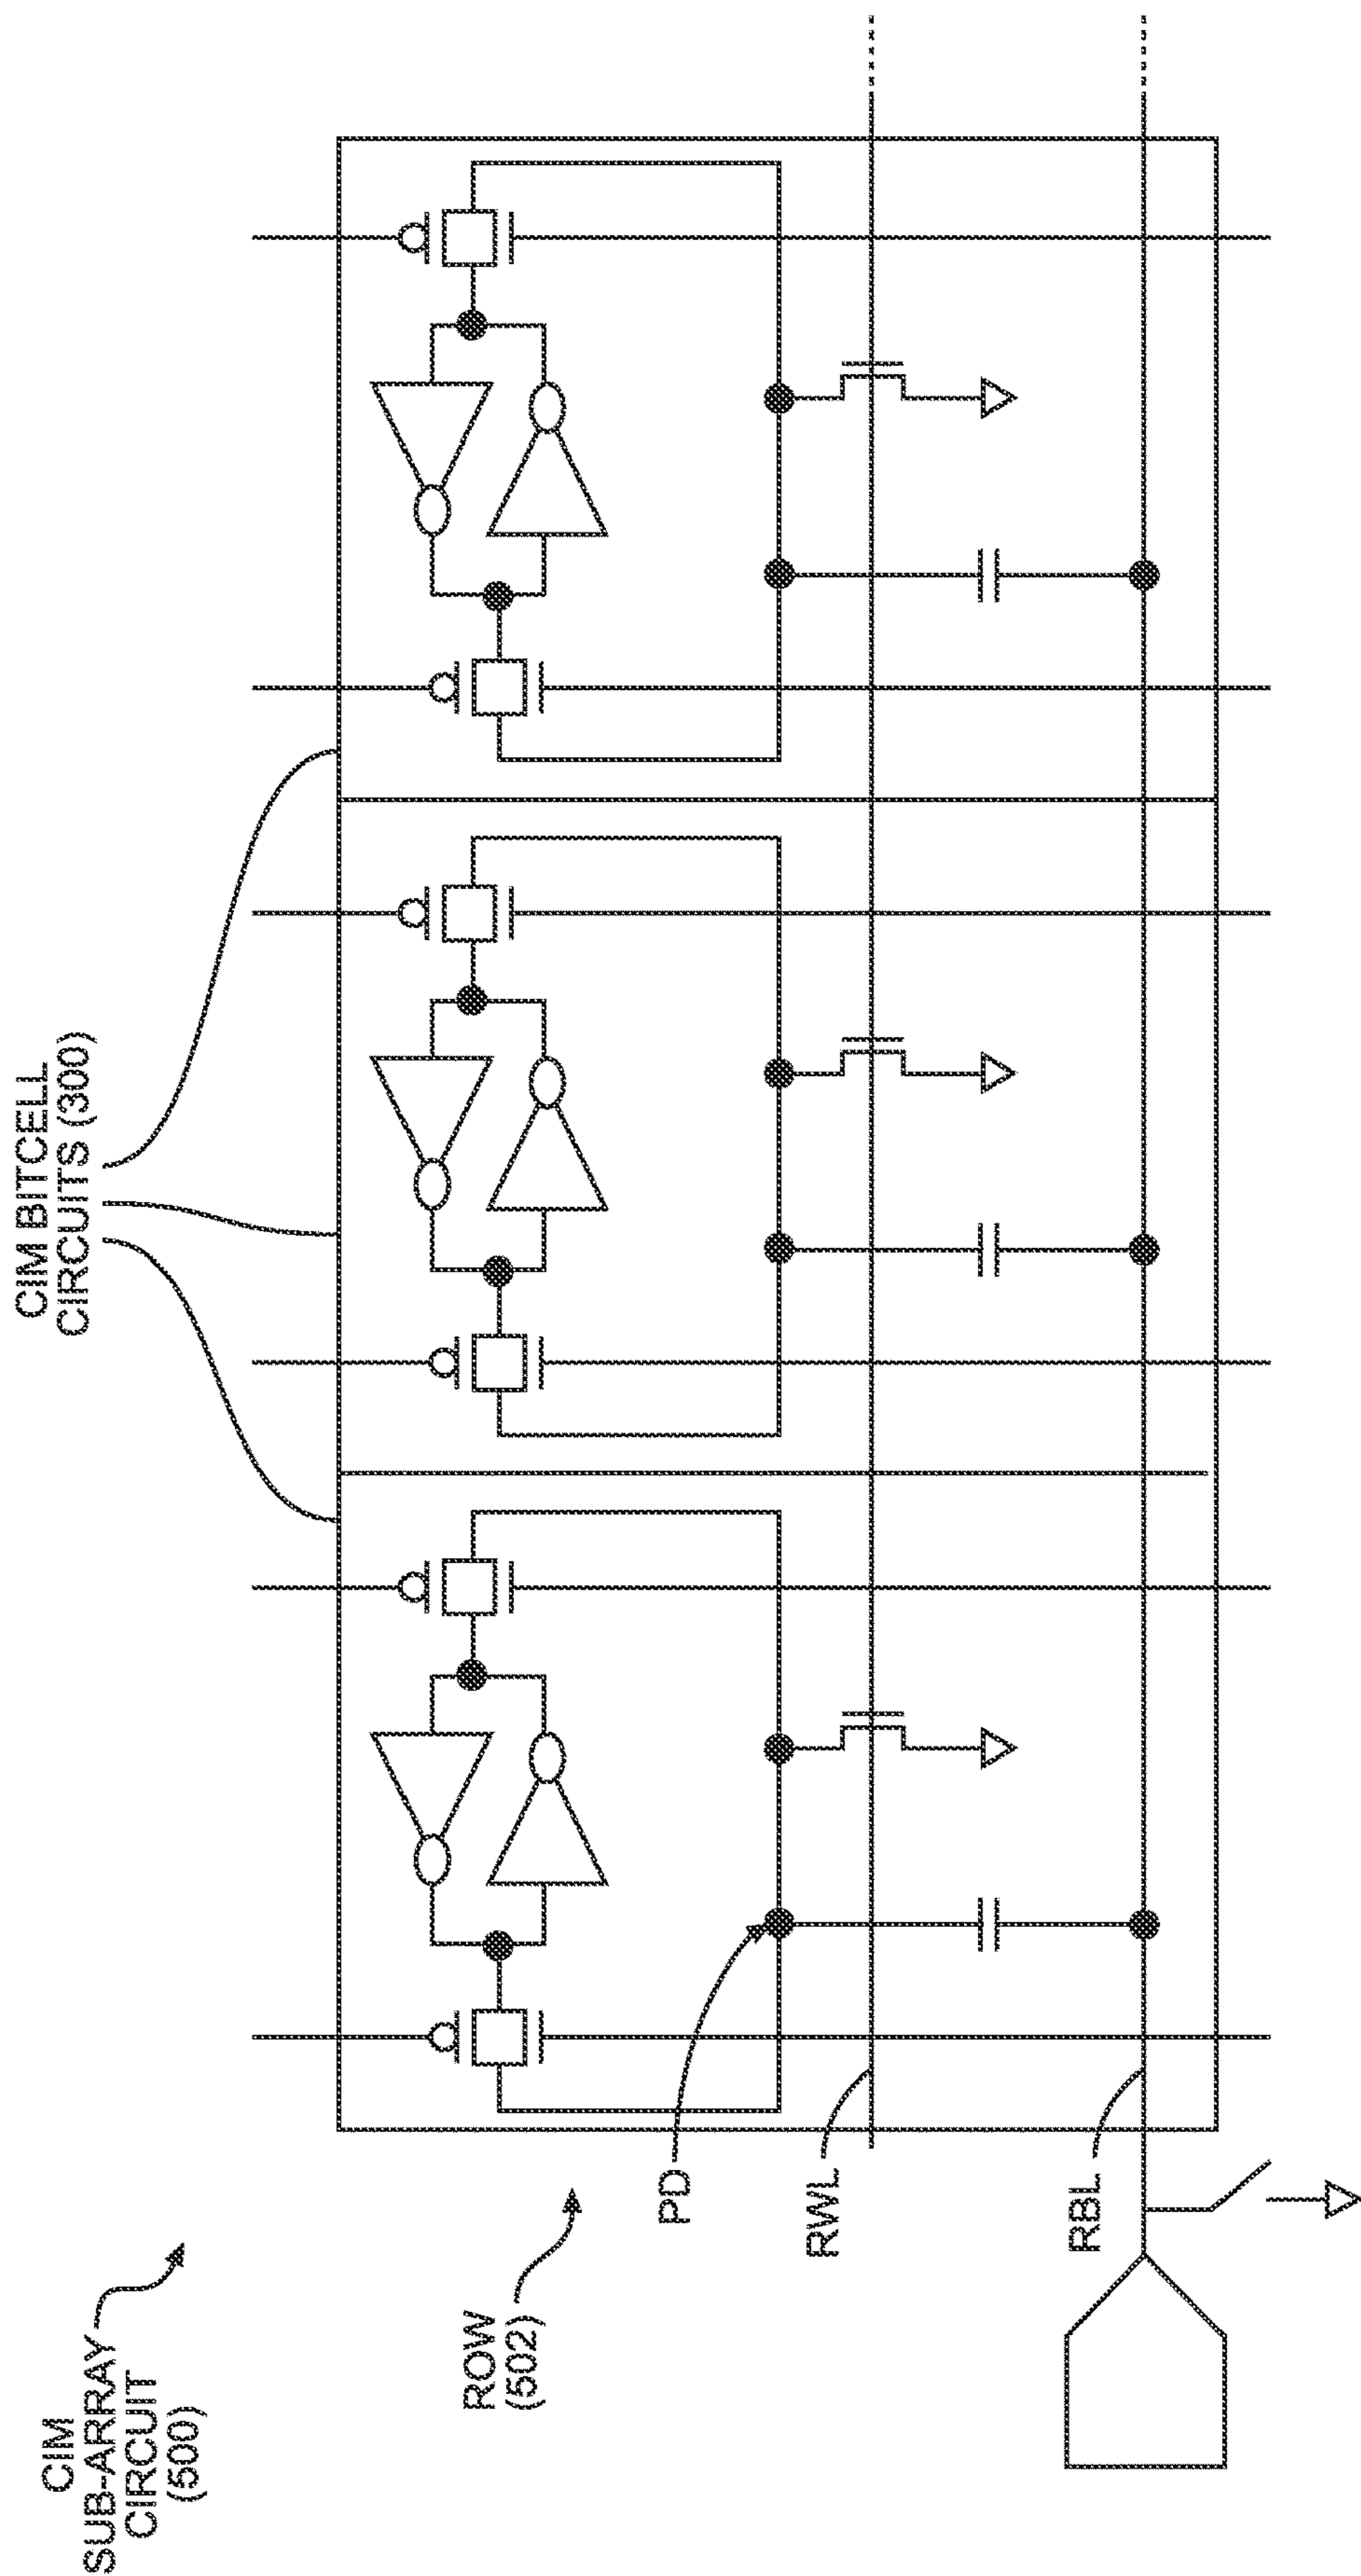 CIM
SUB-ARRAY
CIRCUIT
(500)
CIM BITCELL
CIRCUITS (300)
ROW
(502)
PD
RWL
RBL